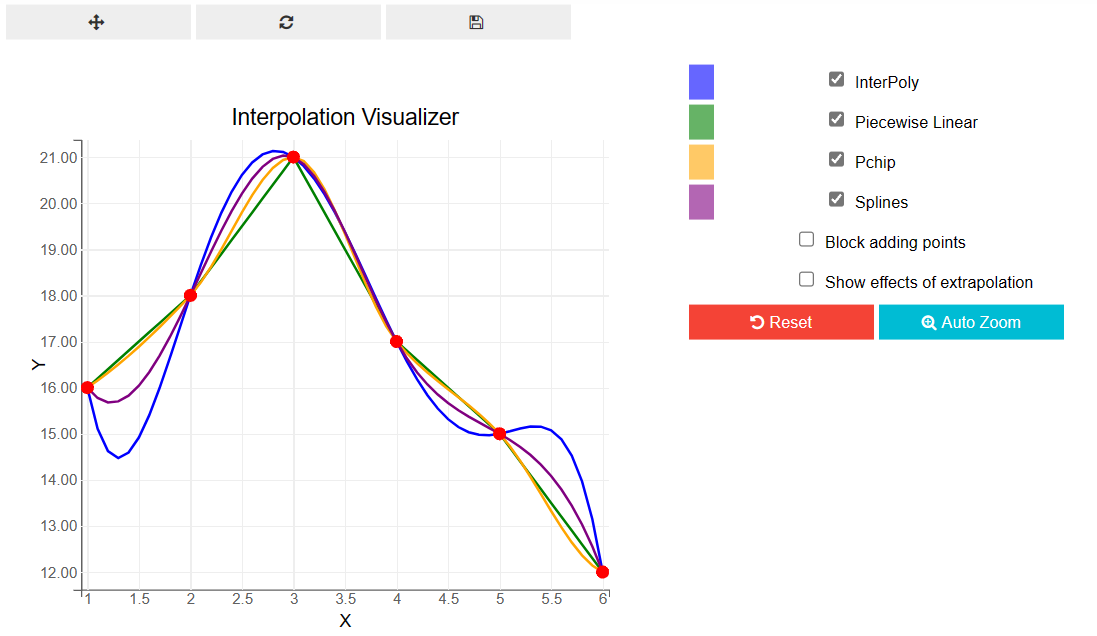 InterPoly
Piecewise Linear
Interpolation Visualizer
21.00
Pchip
20.00
Splines
19.00
Block adding points
18.00
Show effects of extrapolation
17.00
Reset
Auto Zoom
Y
16.00
15.00
14.00
13.00
12.00
1 1.5 2 2.5 3 3.5 4 4.5 5 5.5 6
X